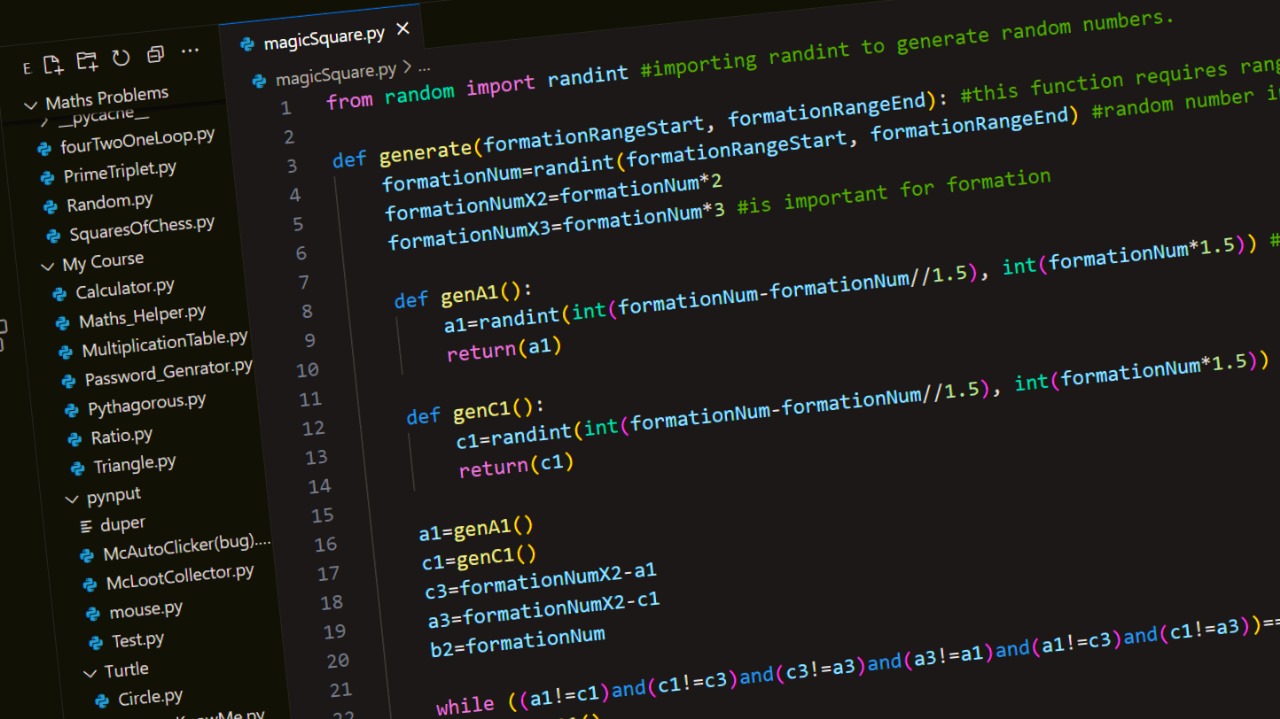 E
Maths Problems
__pycache__
fourTwoOneLoop.py
PrimeTriplet.py
Random.py
SquaresOfChess.py
My Course
Calculator.py
Maths_Helper.py
MultiplicationTable.py
Password_Genrator.py
Pythagorous.py
Ratio.py
Triangle.py
pynput
duper
McAutoClicker(bug)....
McLootCollector.py
mouse.py
Test.py
Turtle
Circle.py
magicSquare.py ×
magicSquare.py > ...
1 from random import randint #importing randint to generate random numbers.
2
3 def generate(formationRangeStart, formationRangeEnd): #this function requires
4 formationNum=randint(formationRangeStart, formationRangeEnd) #random number
5 formationNumX2=formationNum*2
6 formationNumX3=formationNum*3 #is important for formation
7
8 def genA1():
9 a1=randint(int(formationNum-formationNum//1.5), int(formationNum*1.5)) #
10 return(a1)
11
12 def genC1():
13 c1=randint(int(formationNum-formationNum//1.5), int(formationNum*1.5))
14 return(c1)
15
16 a1=genA1()
17 c1=genC1()
18 c3=formationNumX2-a1
19 a3=formationNumX2-c1
20 b2=formationNum
21
22 while ((a1!=c1)and(c1!=c3)and(c3!=a3)and(a3!=a1)and(a1!=c3)and(c1!=a3))==